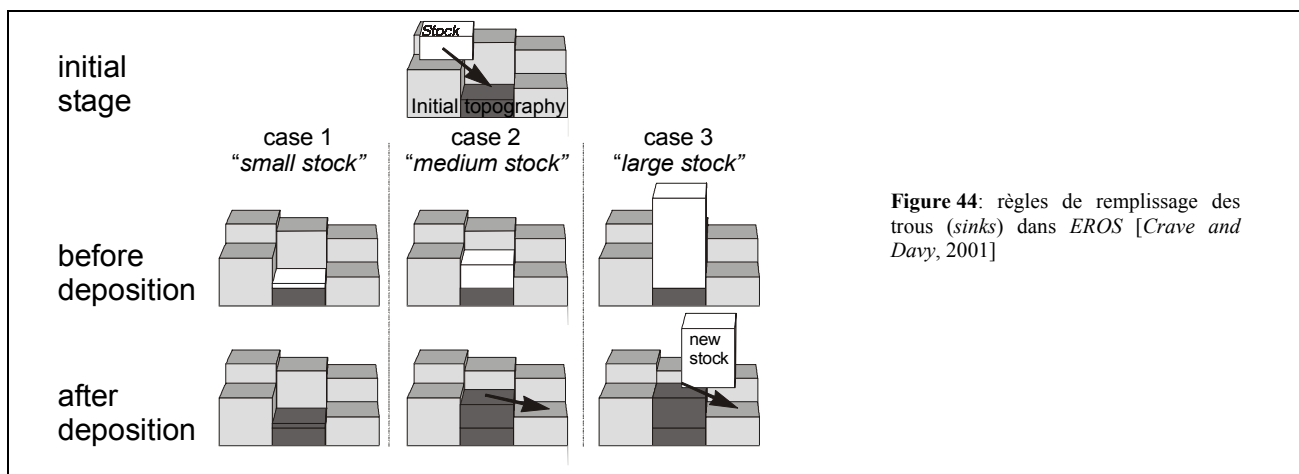 initial
stage
Stock
Initial topography
case 1
“small stock”
case 2
“medium stock”
case 3
“large stock”
before
deposition
after
deposition
new
stock
Figure 44: règles de remplissage des
trous (sinks) dans EROS [Crave and
Davy, 2001]